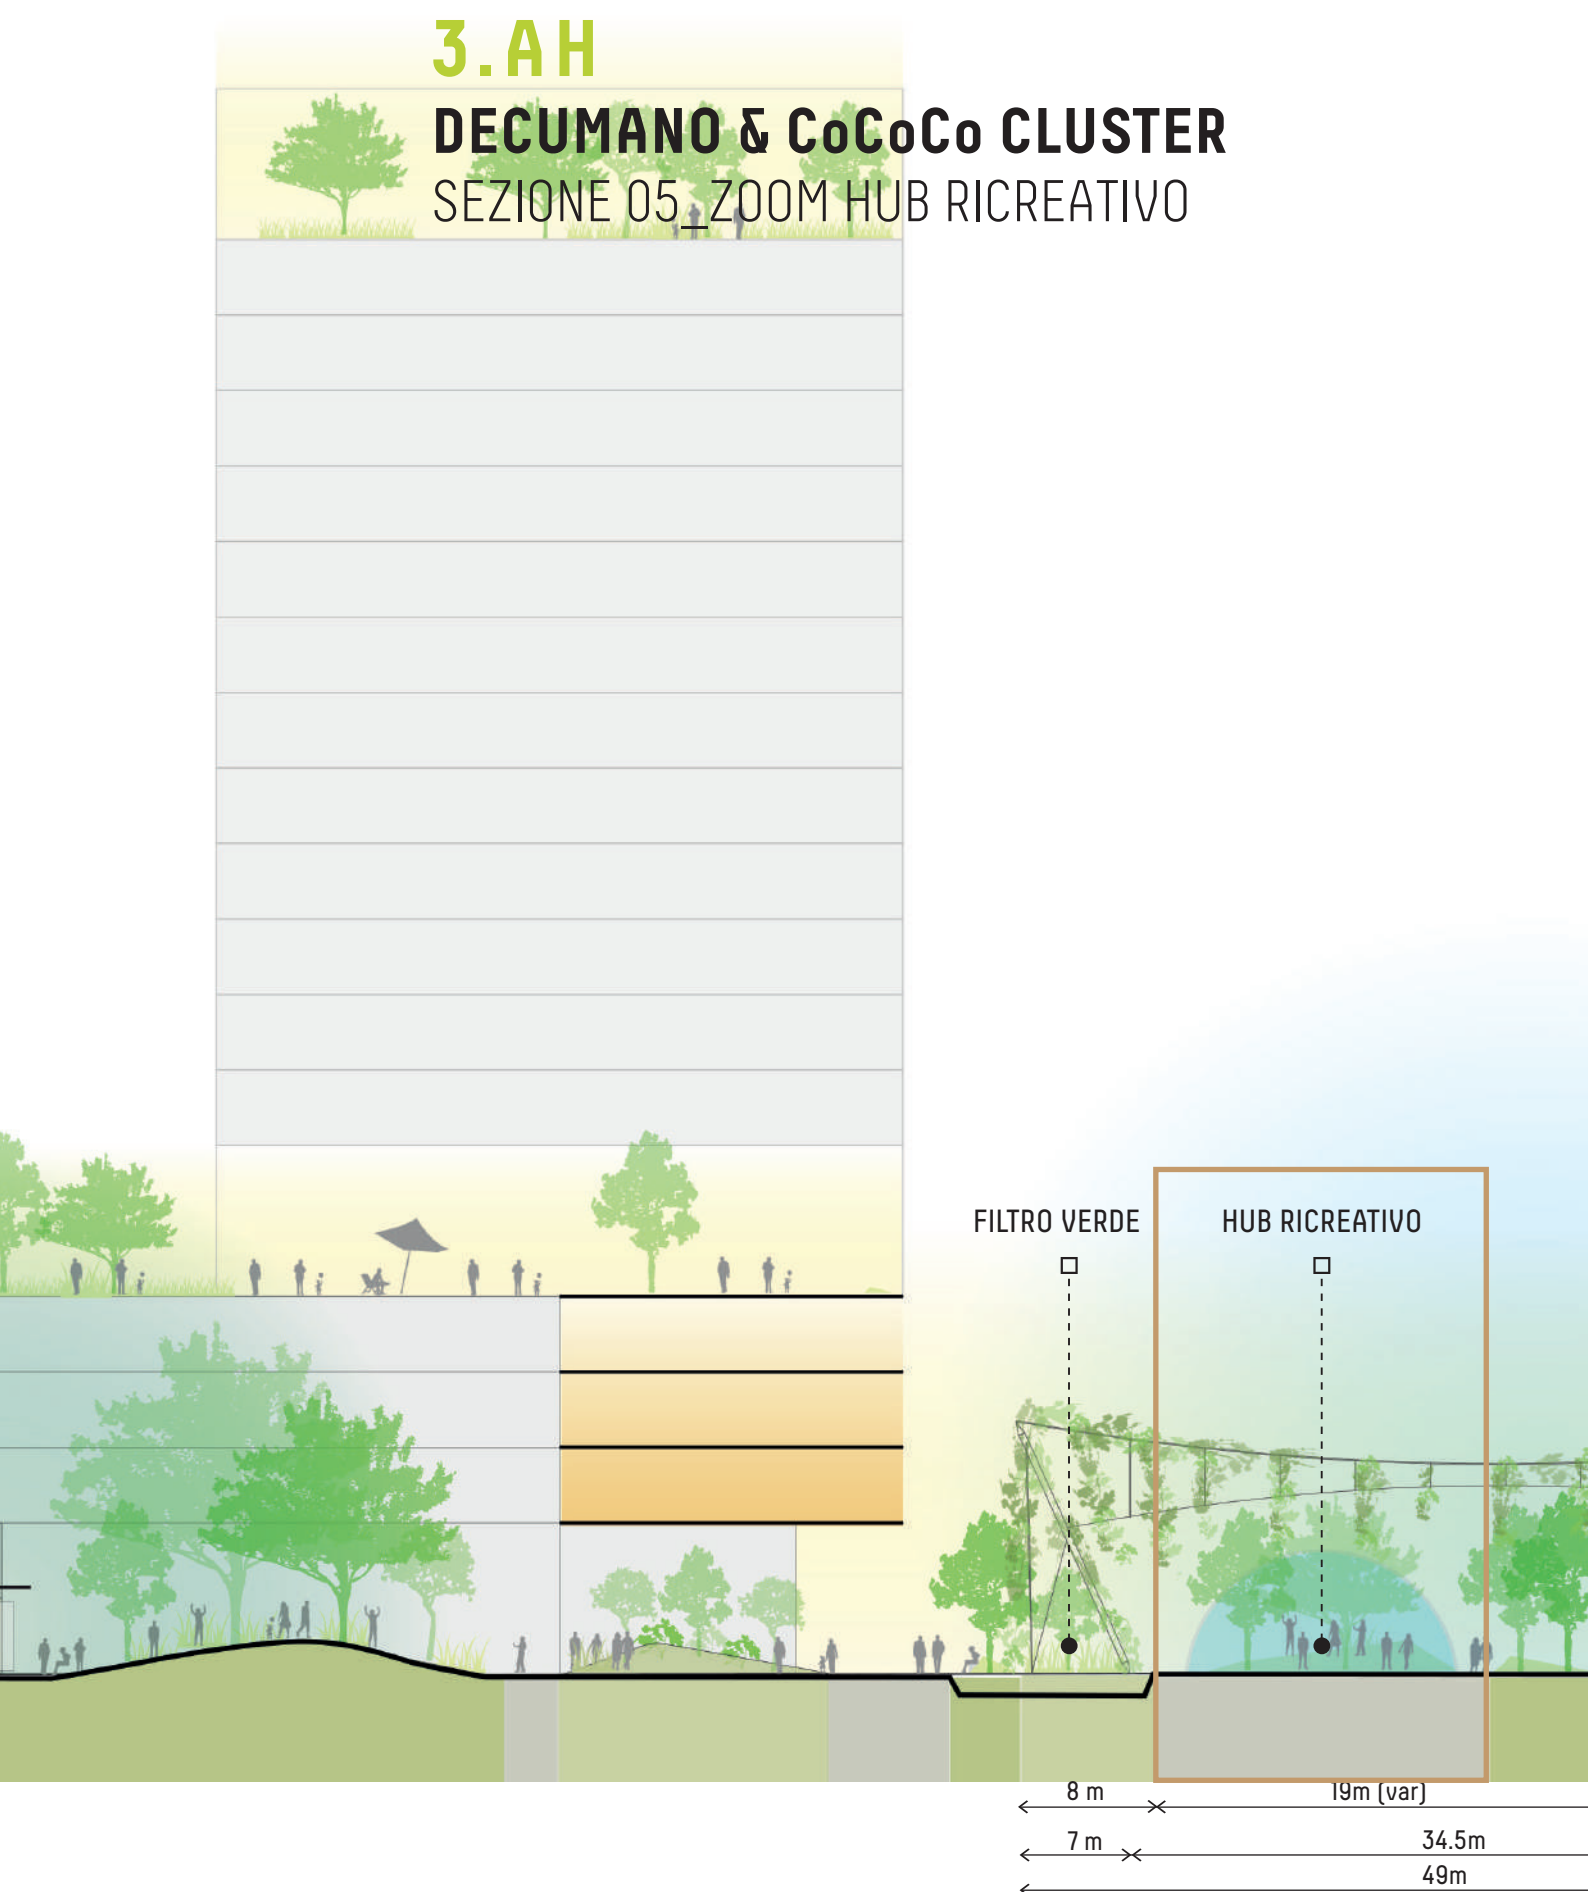 3.AH
DECUMANO & CoCoCo CLUSTER
SEZIONE 05_ZOOM HUB RICREATIVO
FILTRO VERDE
HUB RICREATIVO
8 m
19m (var)
7 m
34.5m
49m